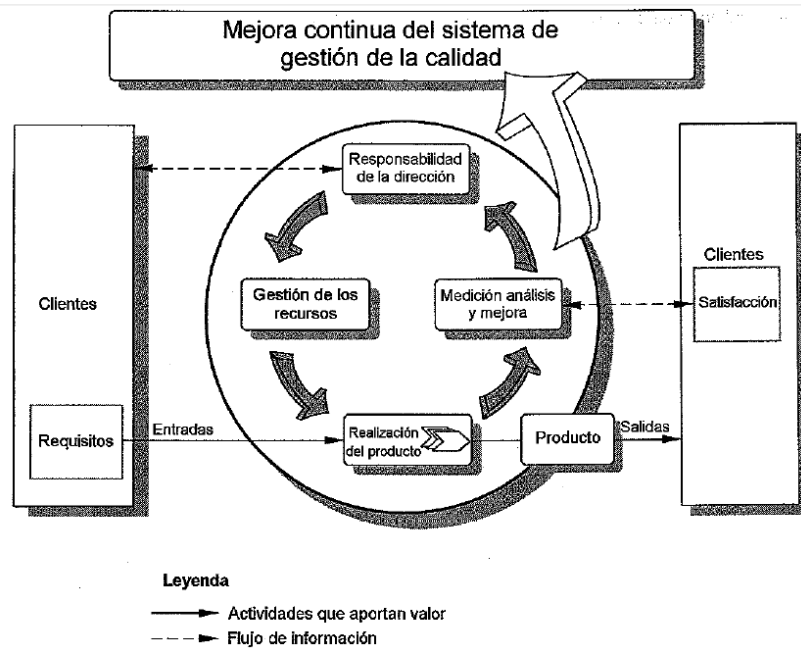 Mejora continua del sistema de
gestión de la calidad
Responsabilidad
de la dirección
Clientes
Gestión de los
recursos
Medición análisis
y mejora
Clientes
Satisfacción
Requisitos
Entradas
Realización
del producto
Producto
Salidas
Leyenda
Actividades que aportan valor
Flujo de información